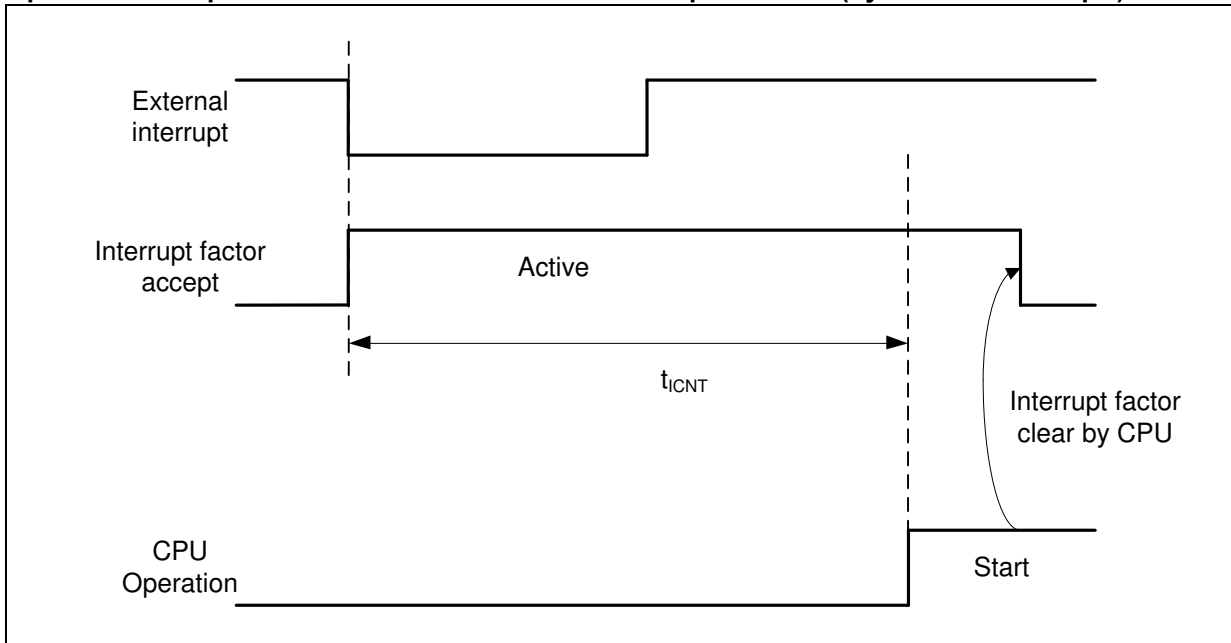 External
interrupt
Interrupt factor
accept
Active
tICNT
Interrupt factor
clear by CPU
CPU
Operation
Start